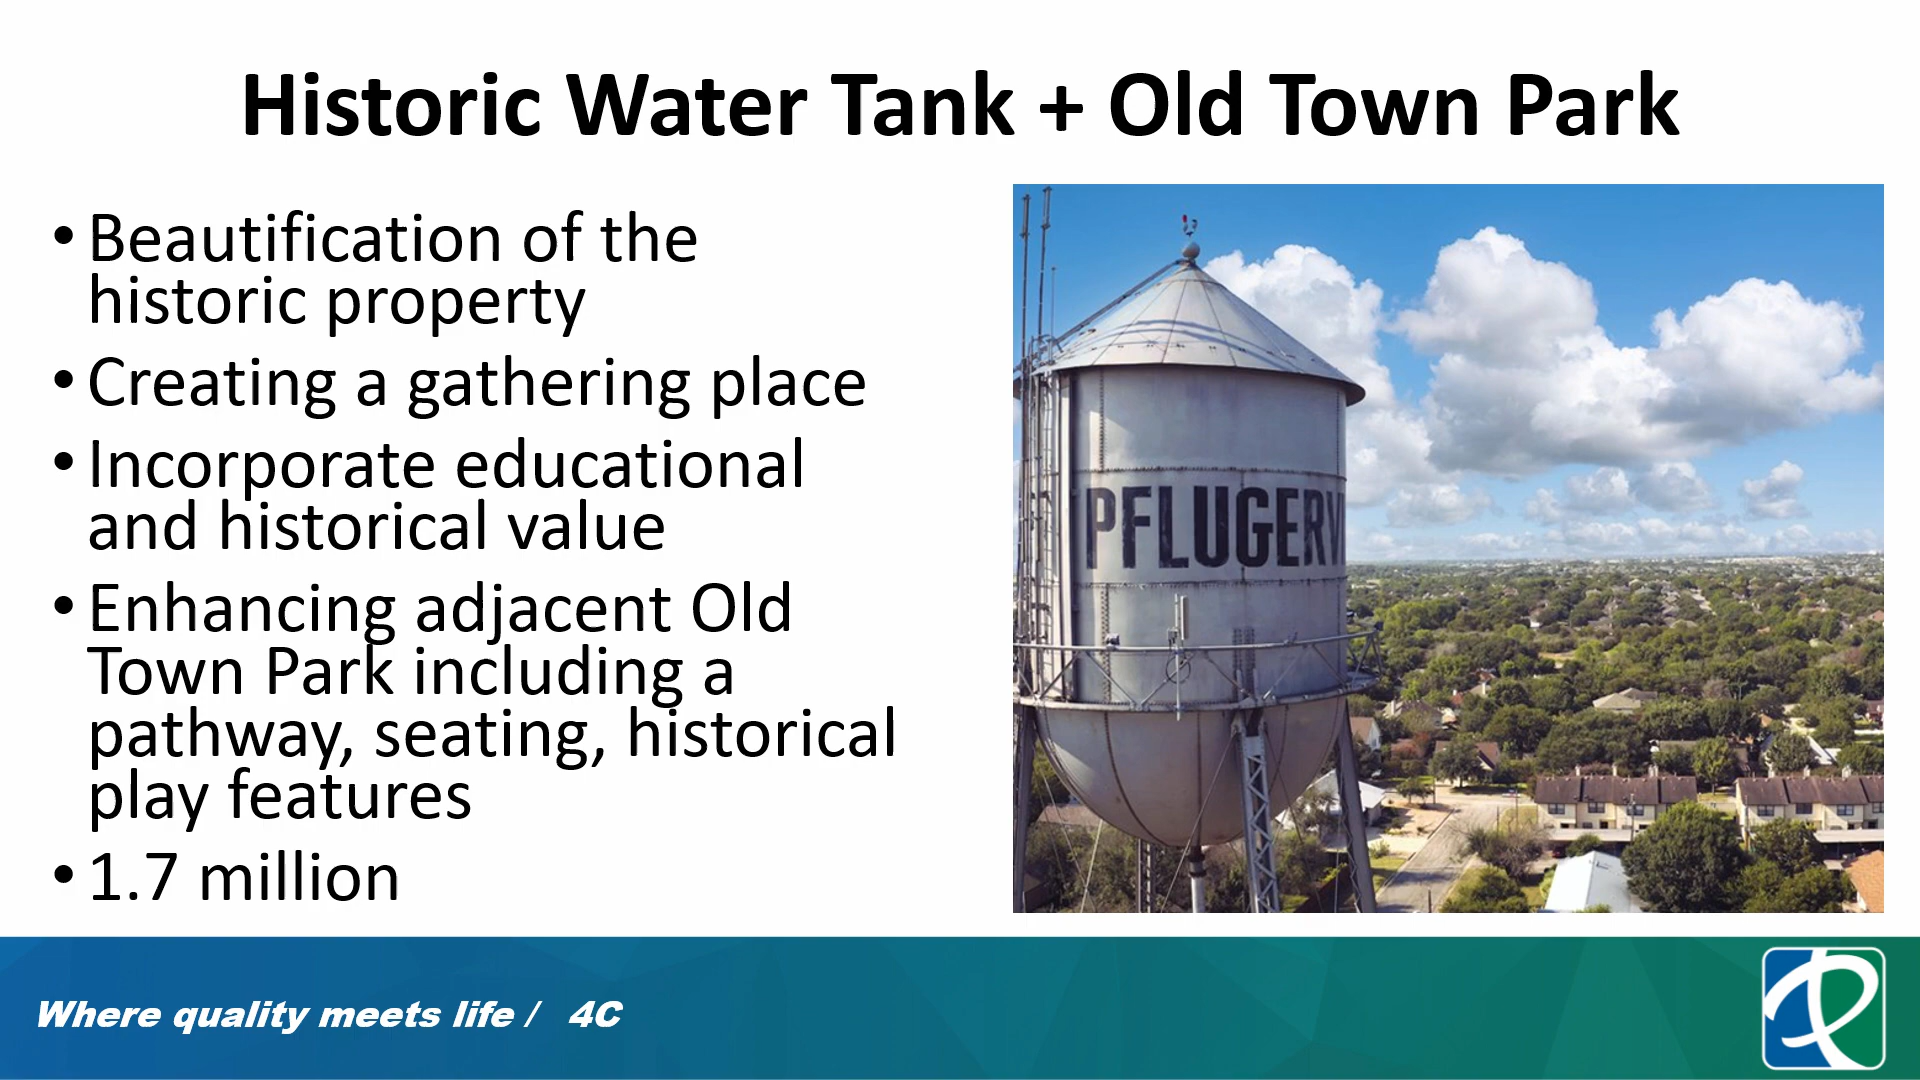 Historic Water Tank + Old Town Park
• Beautification of the
historic property
• Creating a gathering place
• Incorporate educational
and historical value
• Enhancing adjacent Old
Town Park including a
pathway, seating, historical
play features
• 1.7 million
PFLUGERV
Where quality meets life / 4C